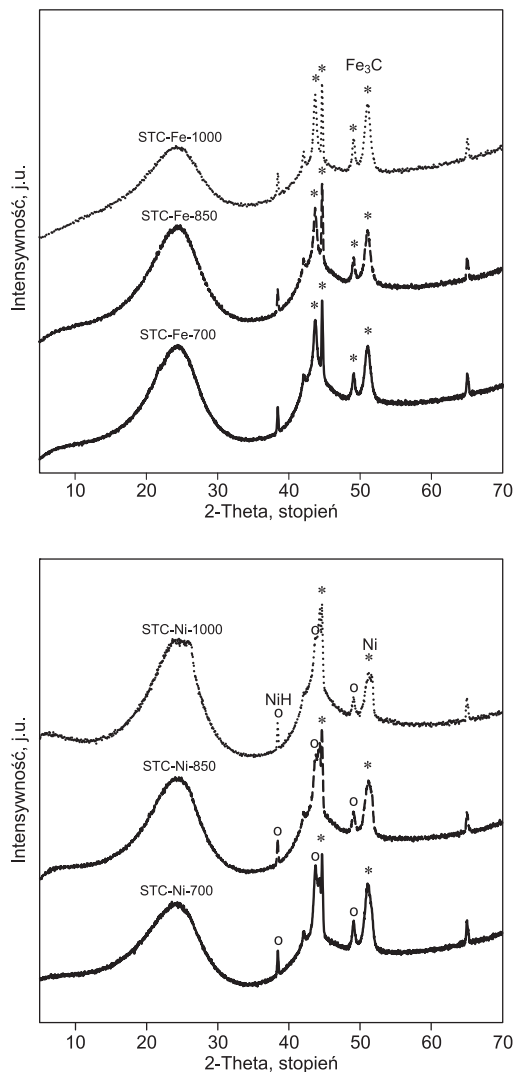 Fe₃C
*
*
*
*
STC-Fe-1000
STC-Fe-850
*
*
*
*
STC-Fe-700
*
*
*
*
Intensywność, j.u.
10 20 30 40 50 60 70
2-Theta, stopień
STC-Ni-1000
NiH
o
o
*
o
Ni
*
STC-Ni-850
o
o
*
o
*
STC-Ni-700
o
o
*
o
*
Intensywność, j.u.
10 20 30 40 50 60 70
2-Theta, stopień